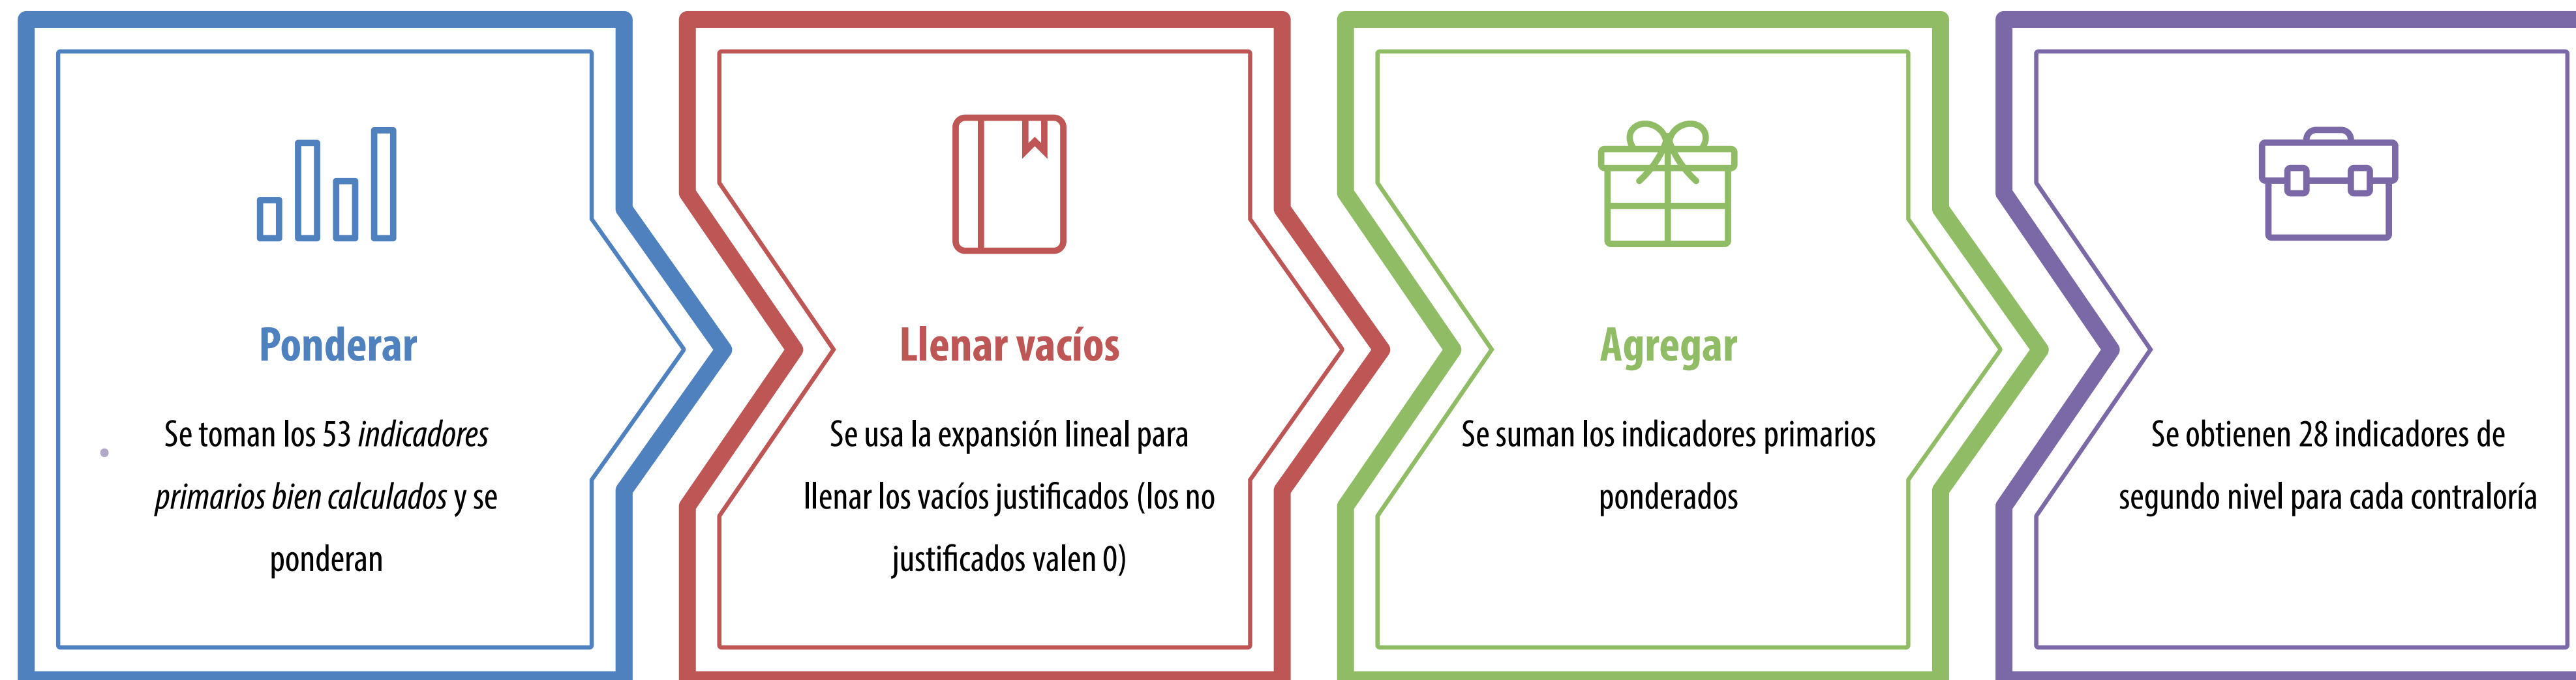 Ponderar
Se toman los 53 indicadores
primarios bien calculados y se
ponderan
Llenar vacíos
Se usa la expansión lineal para
llenar los vacíos justificados (los no
justificados valen 0)
Agregar
Se suman los indicadores primarios
ponderados
Se obtienen 28 indicadores de
segundo nivel para cada contraloría